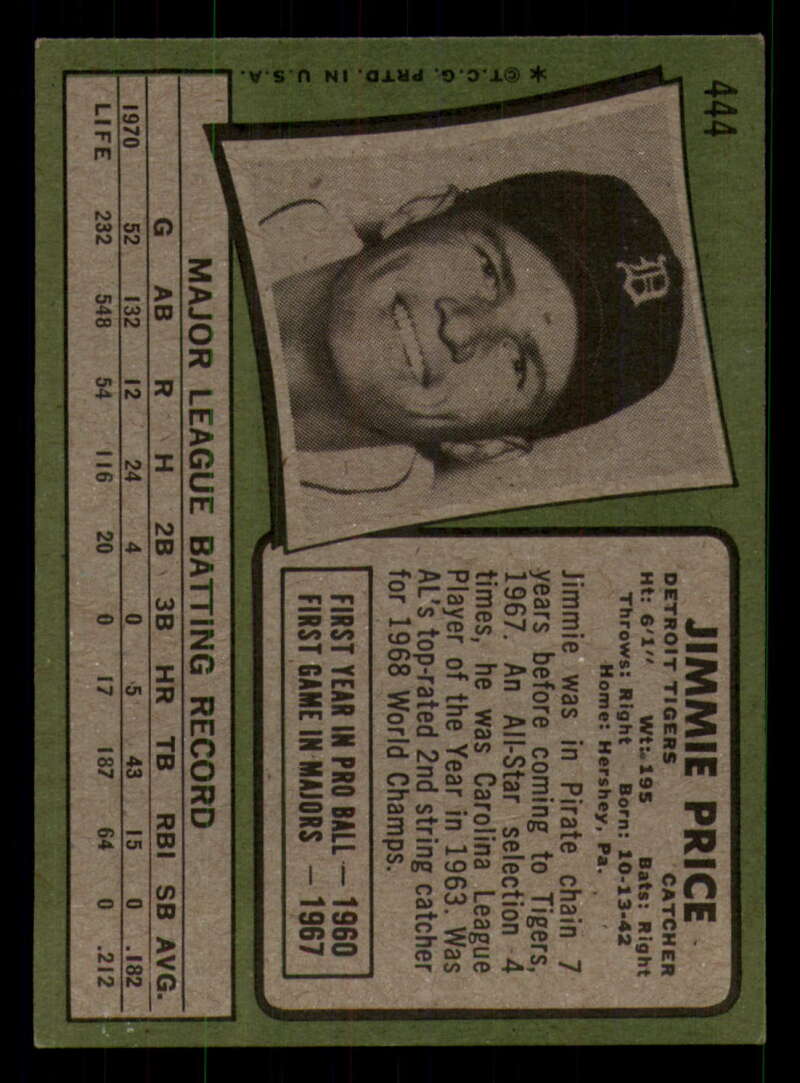 444
* ©T.C.G. PRTD. IN U.S.A.
D
JIMMIE PRICE
DETROIT TIGERS CATCHER
Ht: 6'1" Wt: 195 Bats: Right
Throws: Right Born: 10-13-42
Home: Hershey, Pa.
Jimmie was in Pirate chain 7
years before coming to Tigers,
1967. An All-Star selection 4
times, he was Carolina League
Player of the Year in 1963. Was
AL's top-rated 2nd string catcher
for 1968 World Champs.
FIRST YEAR IN PRO BALL — 1960
FIRST GAME IN MAJORS — 1967
MAJOR LEAGUE BATTING RECORD
G AB R H 2B 3B HR TB RBI SB AVG.
1970 52 132 12 24 4 0 5 43 15 0 .182
LIFE 232 548 54 116 20 0 17 187 64 0 .212